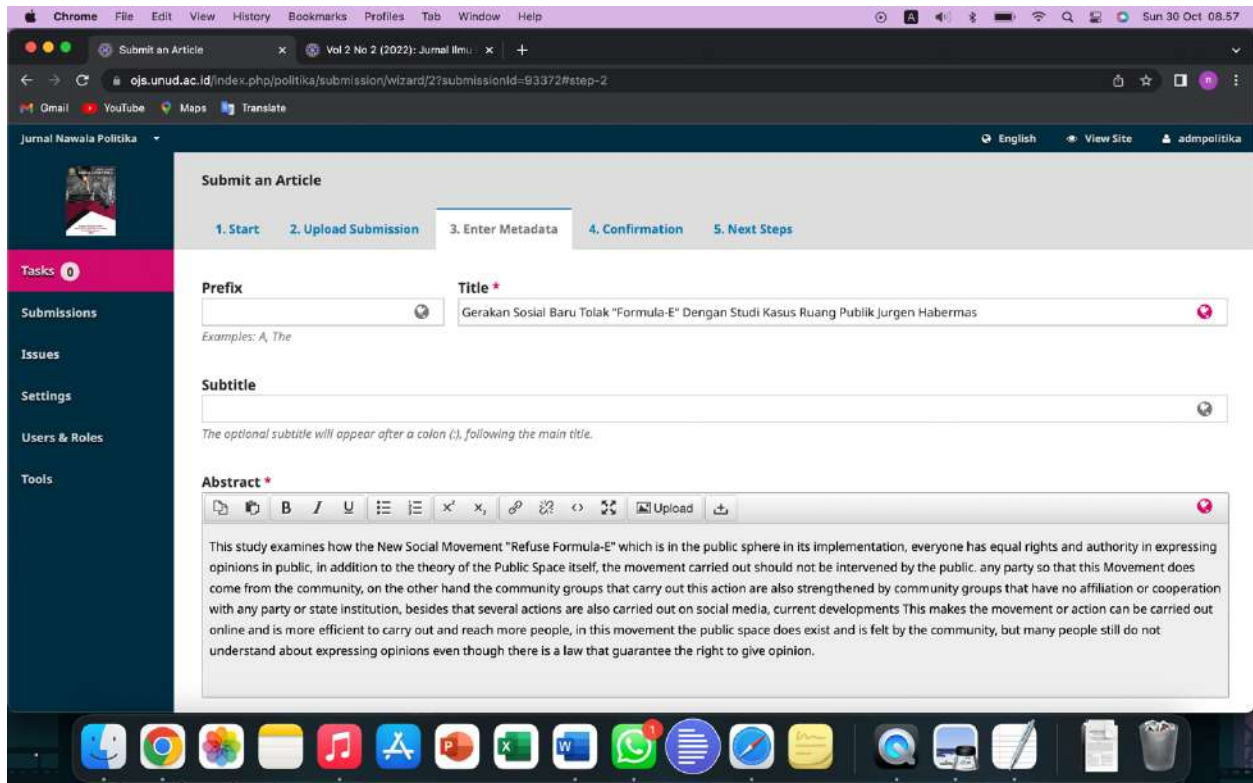 Chrome File Edit View History Bookmarks Profiles Tab Window Help
A
Sun 30 Oct 08.57
Submit an Article
Vol 2 No 2 (2022): Jurnal Ilmu
ojs.unud.ac.id/index.php/politika/submission/wizard/2?submissionId=93372#step-2
n
Gmail YouTube Maps Translate
Jurnal Nawala Politika
English View Site admpolitika
Submit an Article
1. Start 2. Upload Submission 3. Enter Metadata 4. Confirmation 5. Next Steps
Tasks 0
Submissions
Issues
Settings
Users & Roles
Tools
Prefix Title *
Gerakan Sosial Baru Tolak "Formula-E" Dengan Studi Kasus Ruang Publik Jurgen Habermas
Examples: A, The
Subtitle
The optional subtitle will appear after a colon (:), following the main title.
Abstract *
B I U x² x, Upload
This study examines how the New Social Movement "Refuse Formula-E" which is in the public sphere in its implementation, everyone has equal rights and authority in expressing
opinions in public, in addition to the theory of the Public Space itself, the movement carried out should not be intervened by the public. any party so that this Movement does
come from the community, on the other hand the community groups that carry out this action are also strengthened by community groups that have no affiliation or cooperation
with any party or state institution, besides that several actions are also carried out on social media, current developments This makes the movement or action can be carried out
online and is more efficient to carry out and reach more people, in this movement the public space does exist and is felt by the community, but many people still do not
understand about expressing opinions even though there is a law that guarantee the right to give opinion.
P X W 1